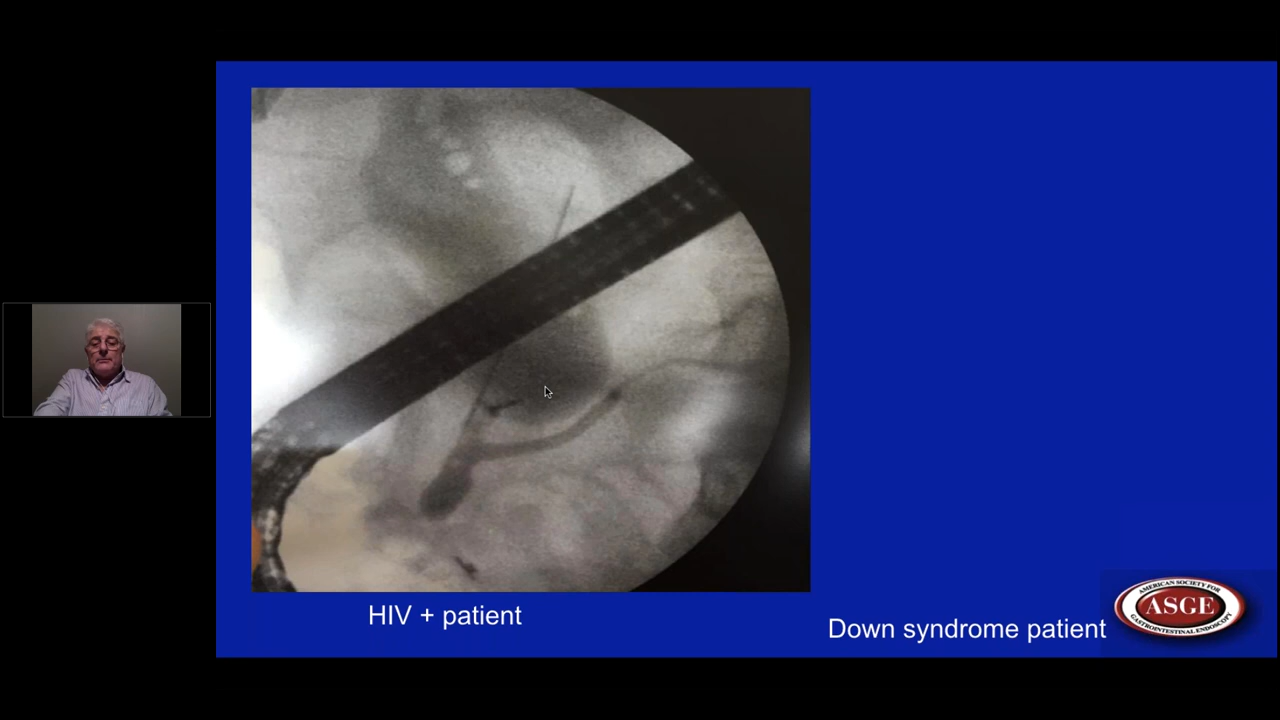 HIV + patient
Down syndrome patient
AMERICAN SOCIETY FOR
ASGE
GASTROINTESTINAL ENDOSCOPY